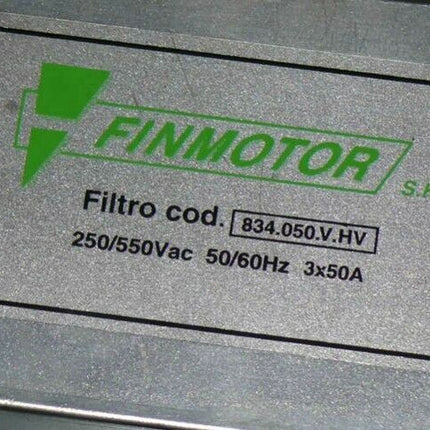 FINMOTOR
Filtro cod. 834.050.V.HV
250/550Vac 50/60Hz 3x50A